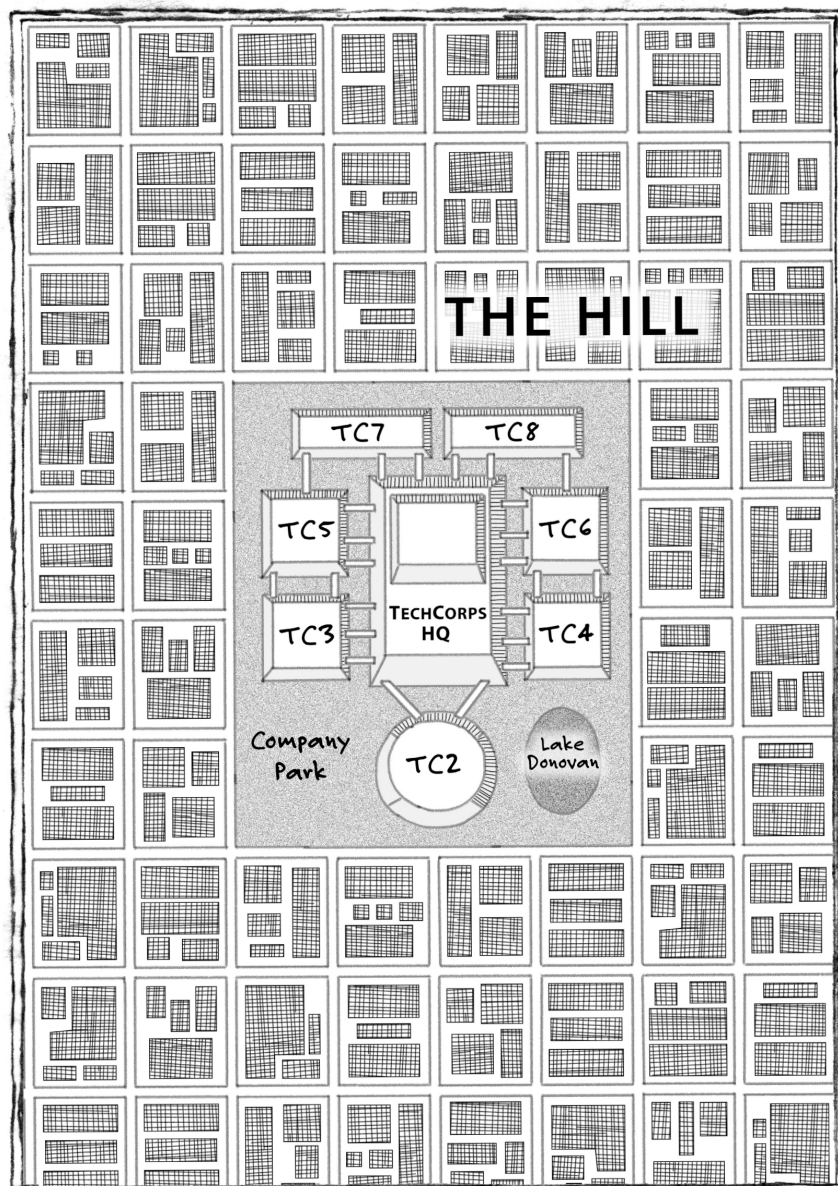 THE HILL
TC7
TC8
TC5
TC6
TECHCORPS
HQ
TC3
TC4
Company
Park
TC2
Lake
Donovan